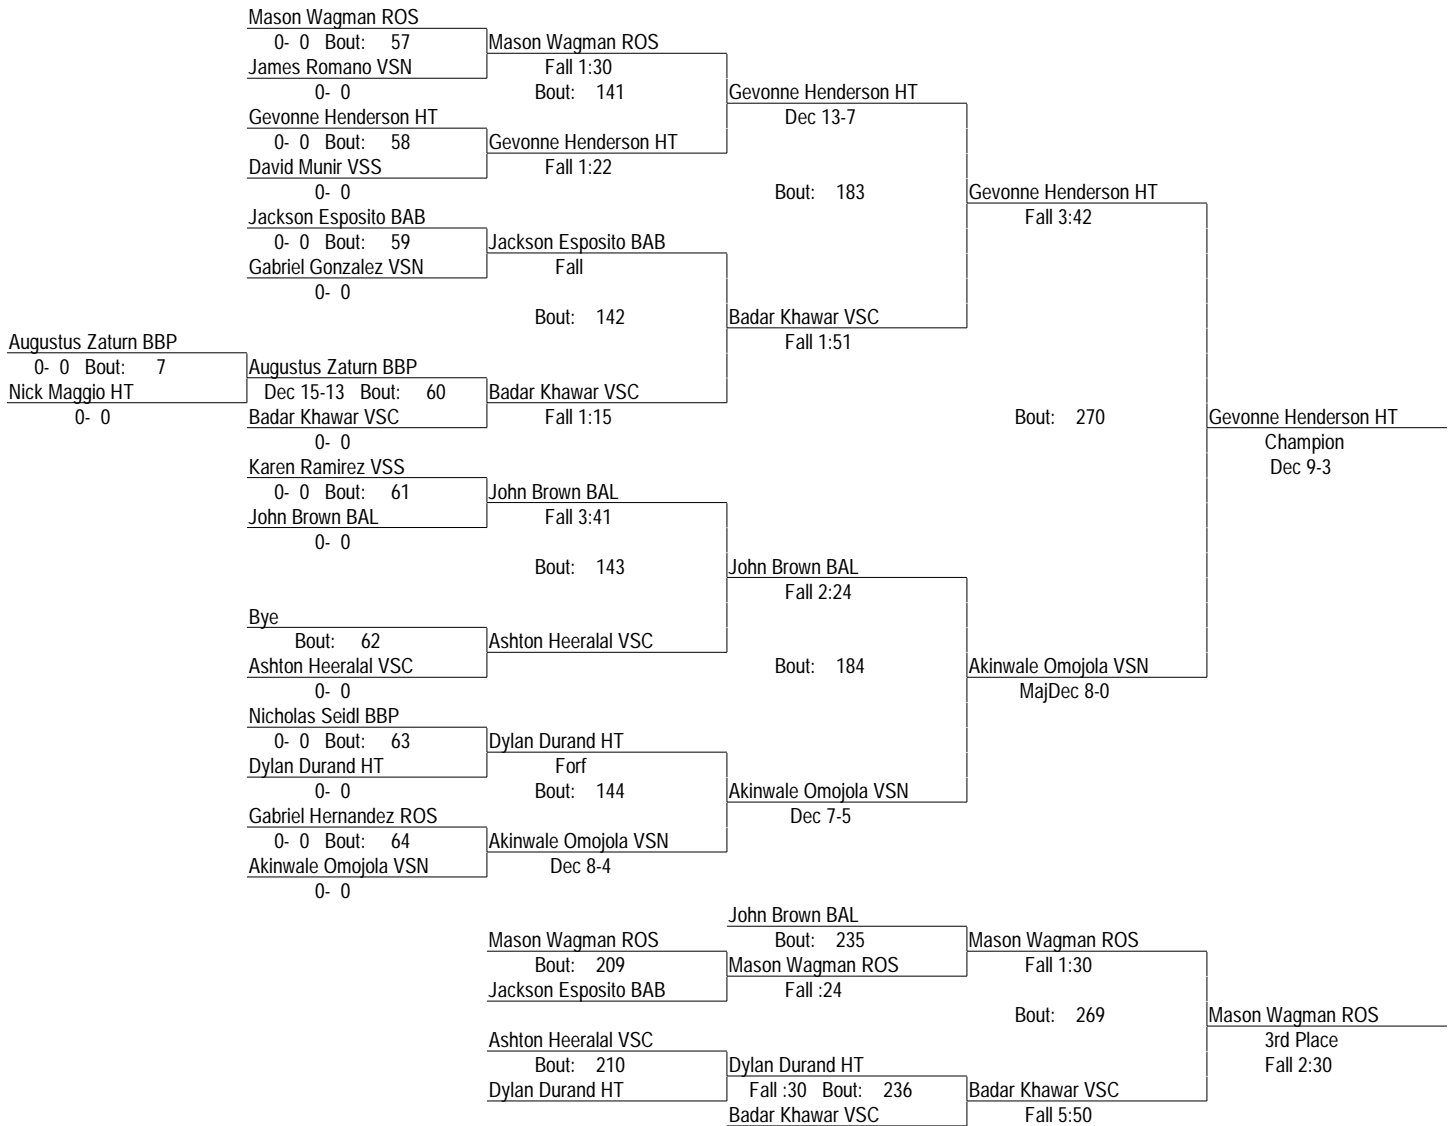 Mason Wagman ROS
0- 0 Bout: 57 Mason Wagman ROS
James Romano VSN Fall 1:30
0- 0 Bout: 141 Gevonne Henderson HT
Gevonne Henderson HT Dec 13-7
0- 0 Bout: 58 Gevonne Henderson HT
David Munir VSS Fall 1:22
0- 0 Bout: 183 Gevonne Henderson HT
Jackson Esposito BAB Fall 3:42
0- 0 Bout: 59 Jackson Esposito BAB
Gabriel Gonzalez VSN Fall
0- 0
Bout: 142 Badar Khawar VSC
Augustus Zaturn BBP Fall 1:51
0- 0 Bout: 7 Augustus Zaturn BBP
Nick Maggio HT Dec 15-13 Bout: 60 Badar Khawar VSC
0- 0 Badar Khawar VSC Fall 1:15 Bout: 270 Gevonne Henderson HT
0- 0 Champion
Karen Ramirez VSS Dec 9-3
0- 0 Bout: 61 John Brown BAL
John Brown BAL Fall 3:41
0- 0
Bout: 143 John Brown BAL
Fall 2:24
Bye
Bout: 62 Ashton Heeralal VSC
Ashton Heeralal VSC Bout: 184 Akinwale Omojola VSN
0- 0 MajDec 8-0
Nicholas Seidl BBP
0- 0 Bout: 63 Dylan Durand HT
Dylan Durand HT Forf
0- 0 Bout: 144 Akinwale Omojola VSN
Gabriel Hernandez ROS Dec 7-5
0- 0 Bout: 64 Akinwale Omojola VSN
Akinwale Omojola VSN Dec 8-4
0- 0
John Brown BAL
Mason Wagman ROS Bout: 235 Mason Wagman ROS
Bout: 209 Mason Wagman ROS Fall 1:30
Jackson Esposito BAB Fall :24
Bout: 269 Mason Wagman ROS
Ashton Heeralal VSC 3rd Place
Bout: 210 Dylan Durand HT Fall 2:30
Dylan Durand HT Fall :30 Bout: 236 Badar Khawar VSC
Badar Khawar VSC Fall 5:50